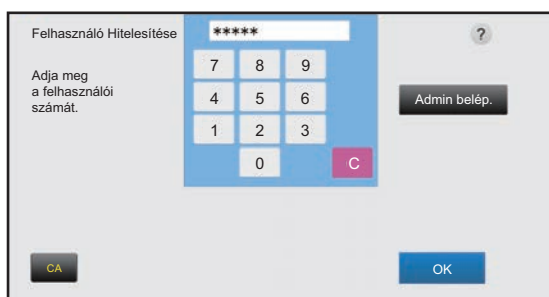 Felhasználó Hitelesítése
*****
?
Adja meg
a felhasználói
számát.
7 8 9
4 5 6
1 2 3
0 C
Admin belép.
CA
OK